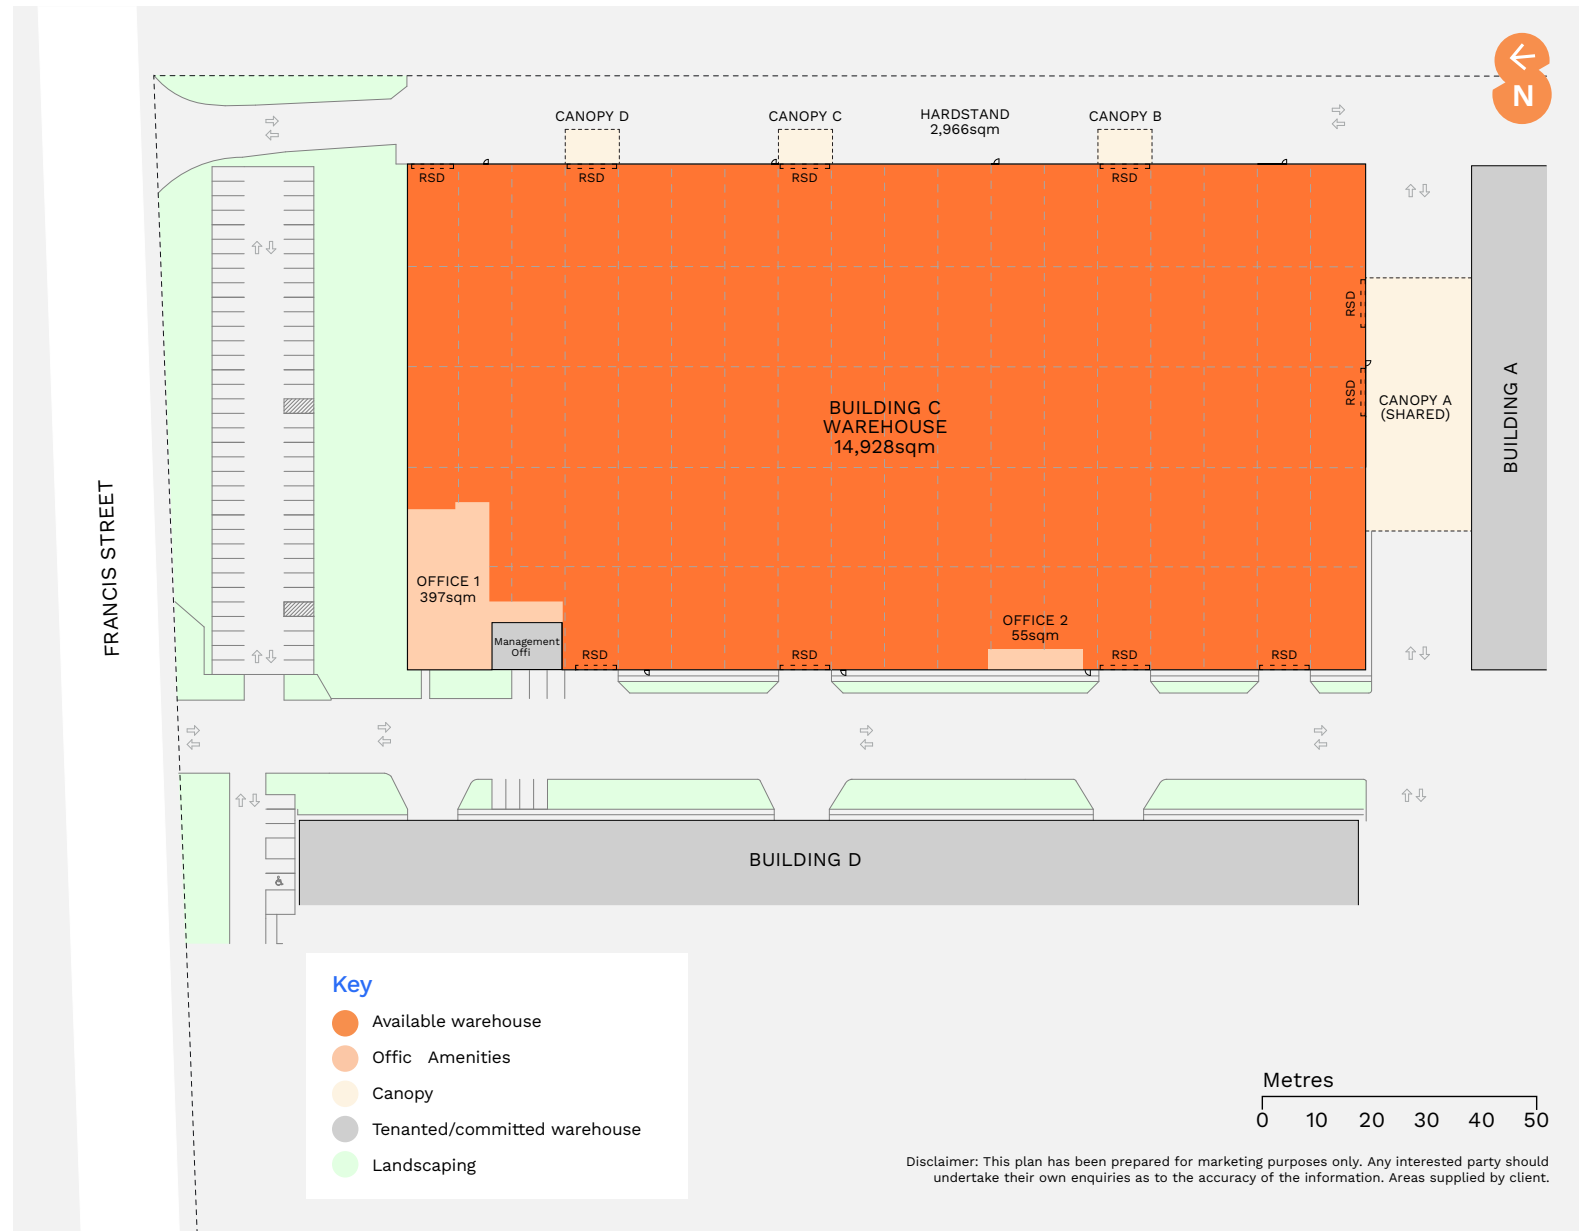 N
CANOPY D
CANOPY C
HARDSTAND
2,966sqm
CANOPY B
RSD
RSD
RSD
RSD
RSD
RSD
BUILDING C
WAREHOUSE
14,928sqm
CANOPY A
(SHARED)
BUILDING A
FRANCIS STREET
OFFICE 1
397sqm
Management
Offi
OFFICE 2
55sqm
RSD
RSD
RSD
RSD
BUILDING D
Key
Available warehouse
Offic Amenities
Canopy
Tenanted/committed warehouse
Landscaping
Metres
0 10 20 30 40 50
Disclaimer: This plan has been prepared for marketing purposes only. Any interested party should
undertake their own enquiries as to the accuracy of the information. Areas supplied by client.